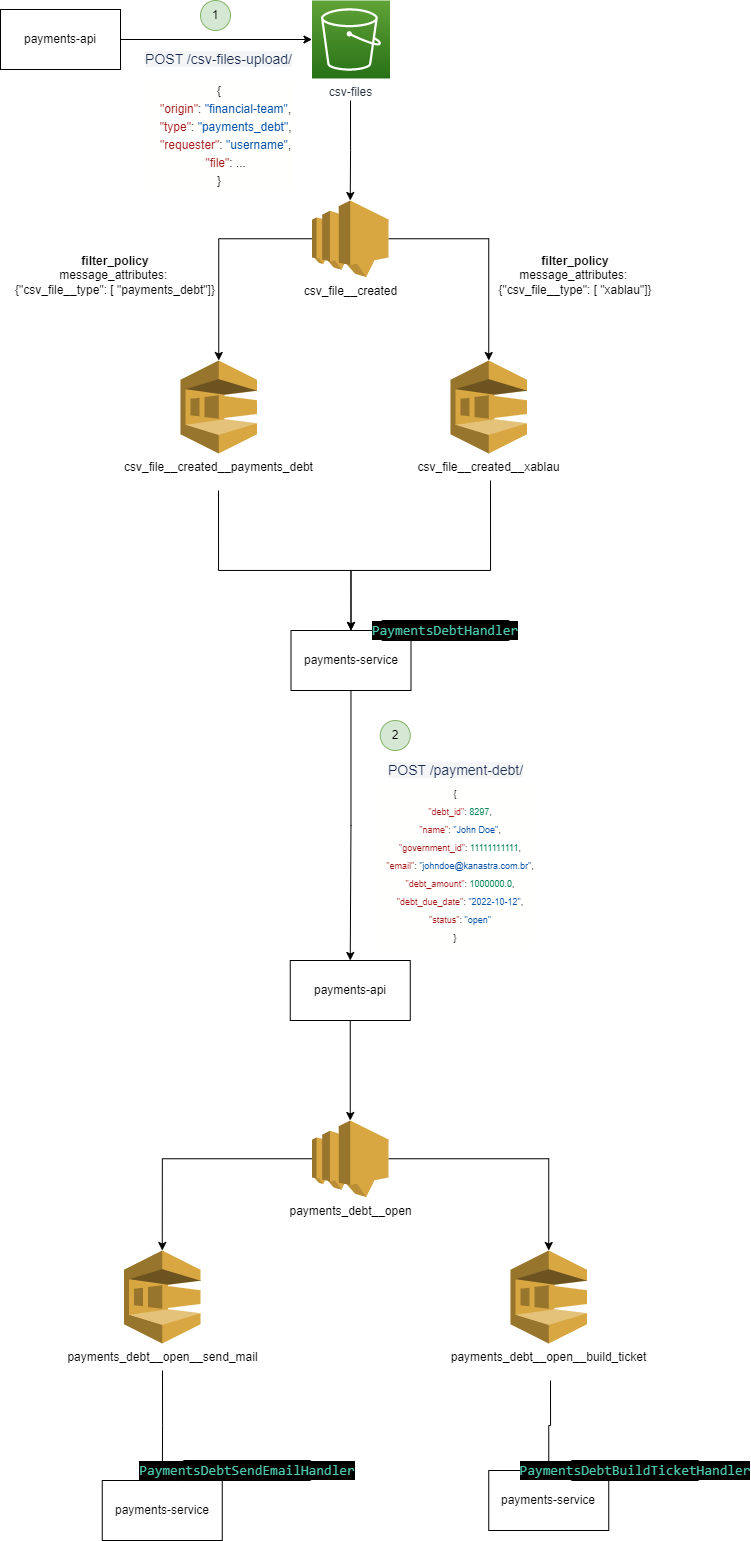 1
payments-api
POST /csv-files-upload/
{
"origin": "financial-team",
"type": "payments_debt",
"requester": "username",
"file": ...
}
csv-files
filter_policy
message_attributes:
{"csv_file__type": [ "payments_debt"]}
filter_policy
message_attributes:
{"csv_file__type": [ "xablau"]}
csv_file__created
csv_file__created__payments_debt
csv_file__created__xablau
PaymentsDebtHandler
payments-service
2
POST /payment-debt/
{
"debt_id": 8297,
"name": "John Doe",
"government_id": 11111111111,
"email": "johndoe@kanastra.com.br",
"debt_amount": 1000000.0,
"debt_due_date": "2022-10-12",
"status": "open"
}
payments-api
payments_debt__open
payments_debt__open__send_mail
payments_debt__open__build_ticket
PaymentsDebtSendEmailHandler
payments-service
PaymentsDebtBuildTicketHandler
payments-service